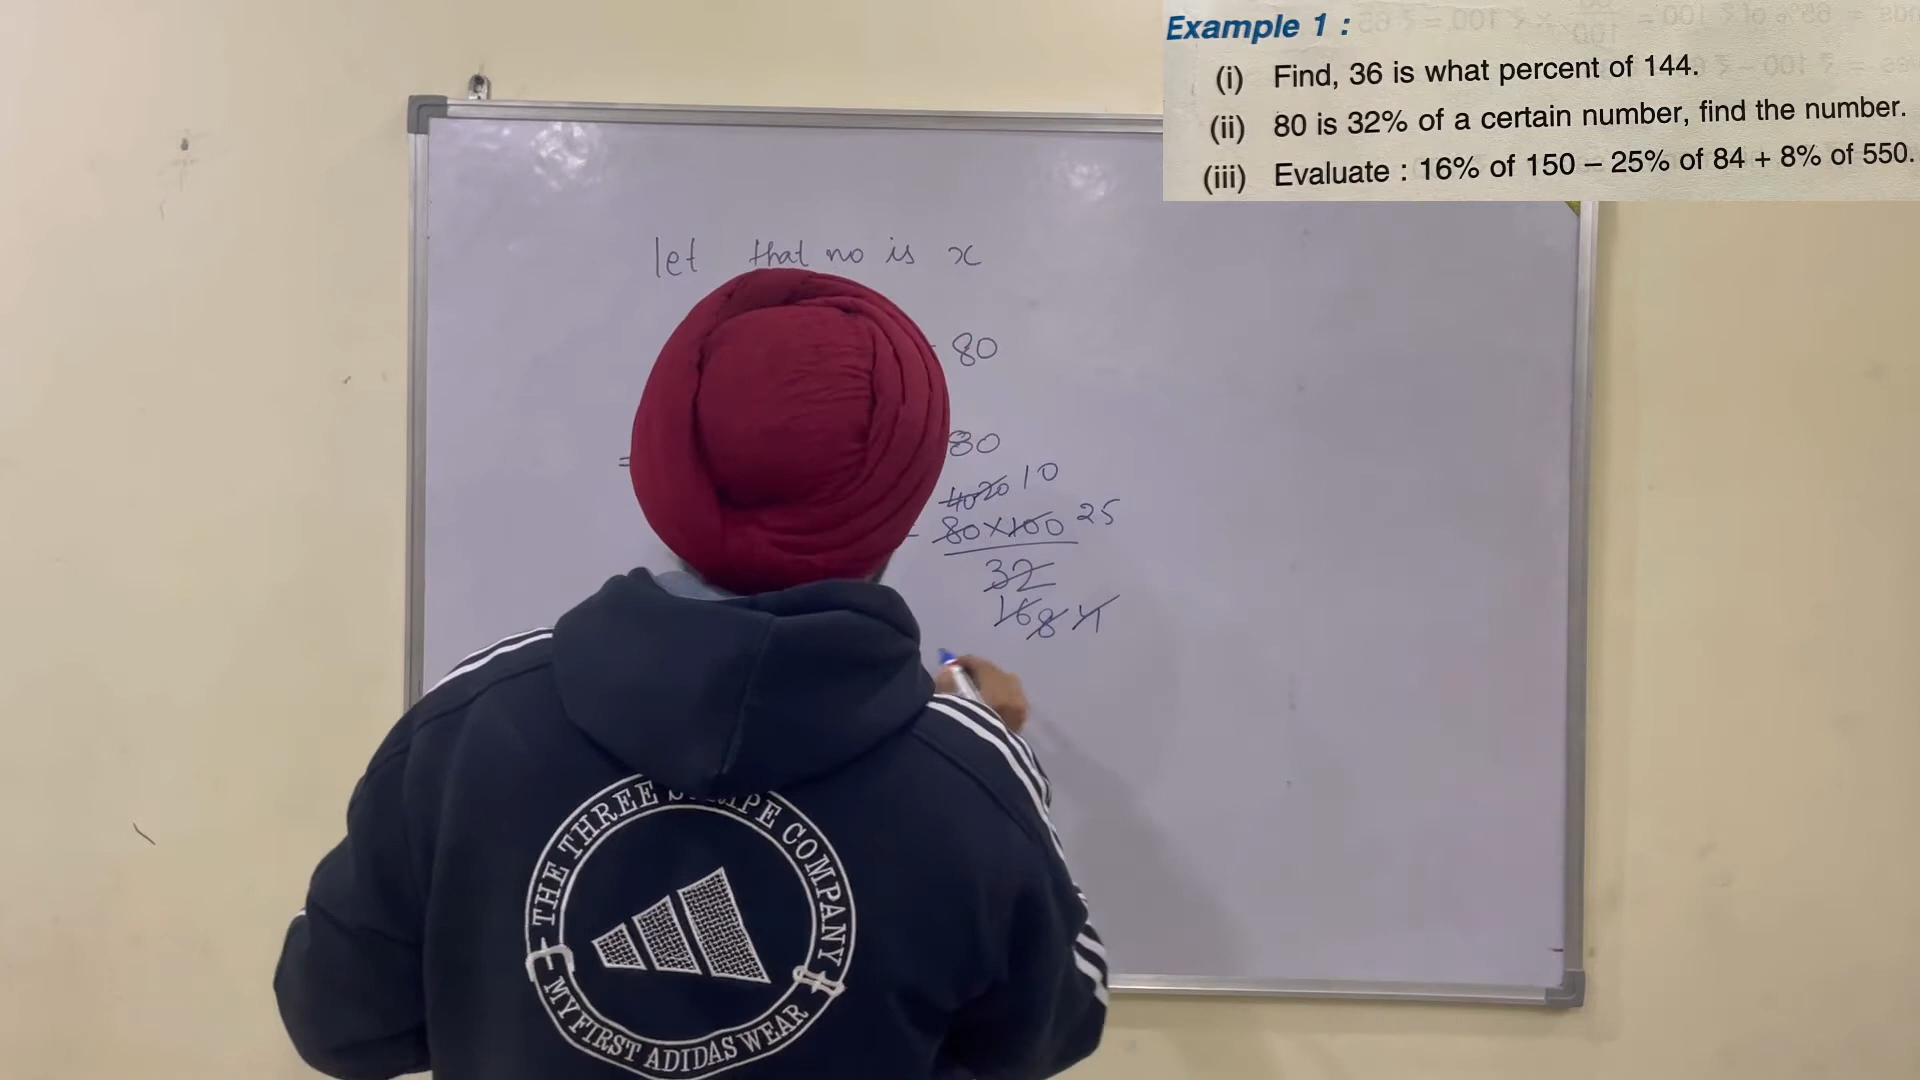 Example 1 :
(i) Find, 36 is what percent of 144.
(ii) 80 is 32% of a certain number, find the number.
(iii) Evaluate : 16% of 150 – 25% of 84 + 8% of 550.
let that no is x
80
= 80
40 20 10
= 80×100 25
32
16 8 4
THE THREE STRIPE COMPANY
MY FIRST ADIDAS WEAR